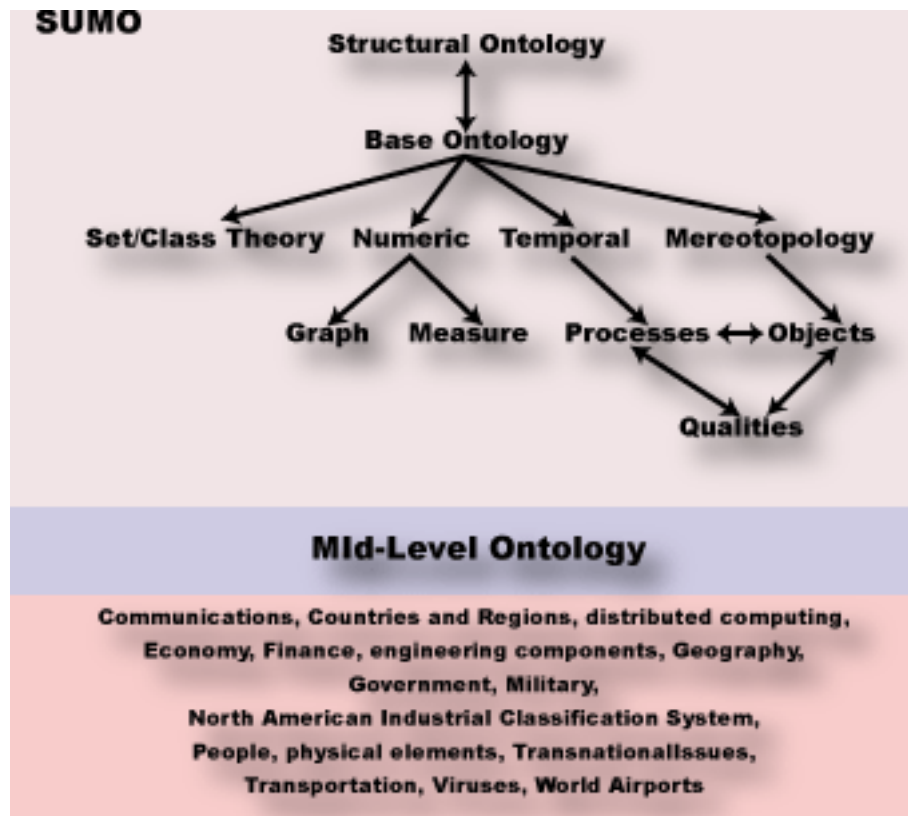 SUMO
Structural Ontology
Base Ontology
Set/Class Theory Numeric Temporal Mereotopology
Graph Measure Processes Objects
Qualities
MId-Level Ontology
Communications, Countries and Regions, distributed computing,
Economy, Finance, engineering components, Geography,
Government, Military,
North American Industrial Classification System,
People, physical elements, TransnationalIssues,
Transportation, Viruses, World Airports